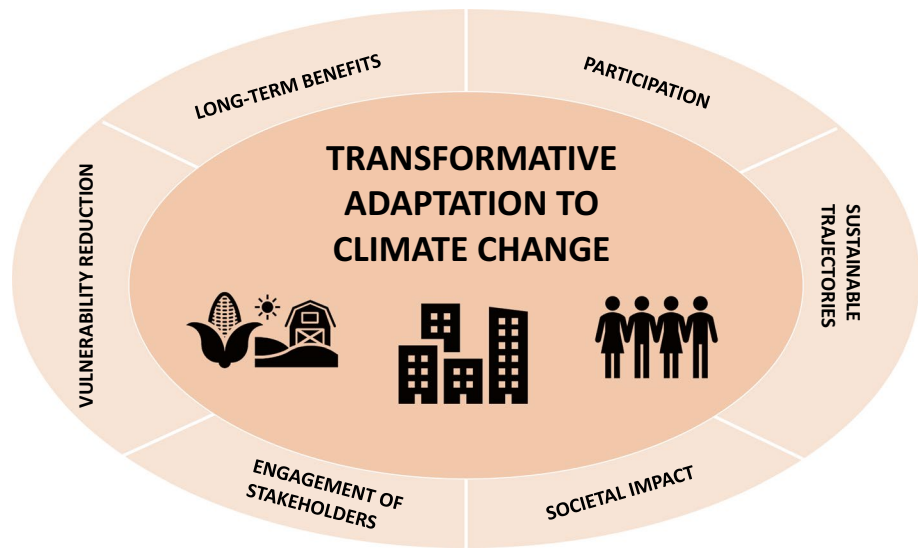 LONG-TERM BENEFITS
PARTICIPATION
TRANSFORMATIVE
ADAPTATION TO
CLIMATE CHANGE
VULNERABILITY REDUCTION
SUSTAINABLE
TRAJECTORIES
ENGAGEMENT OF
STAKEHOLDERS
SOCIETAL IMPACT